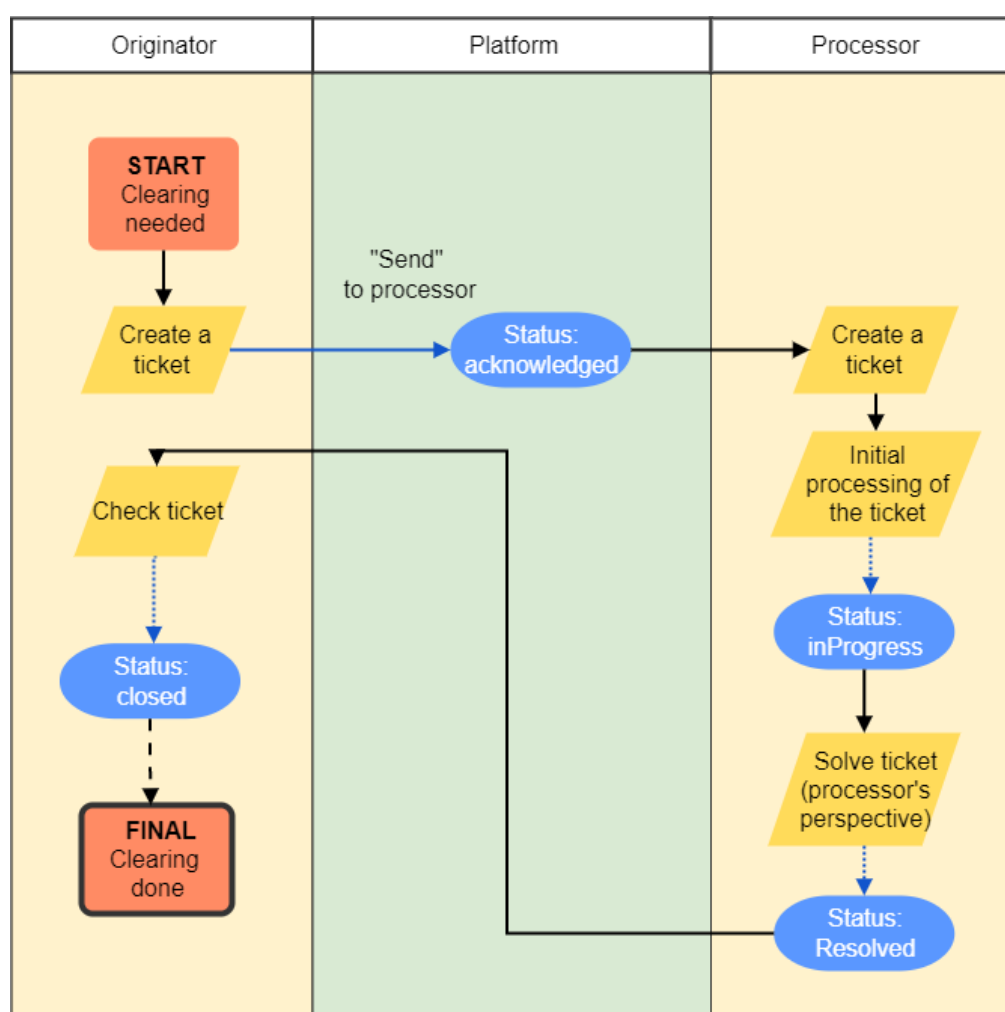 Originator
Platform
Processor
START
Clearing
needed
"Send"
to processor
Create a
ticket
Status:
acknowledged
Create a
ticket
Initial
processing of
the ticket
Status:
inProgress
Solve ticket
(processor's
perspective)
Status:
Resolved
Check ticket
Status:
closed
FINAL
Clearing
done